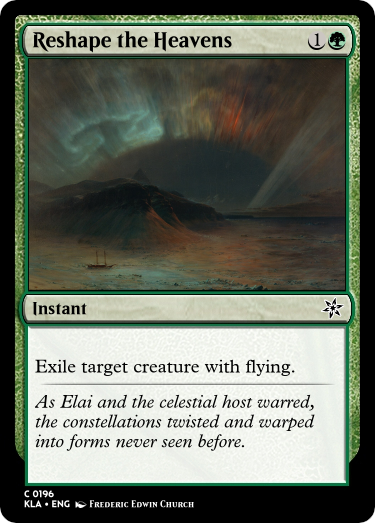 Reshape the Heavens 1
Instant
Exile target creature with flying.
As Elai and the celestial host warred,
the constellations twisted and warped
into forms never seen before.
C 0196
KLA • ENG Frederic Edwin Church